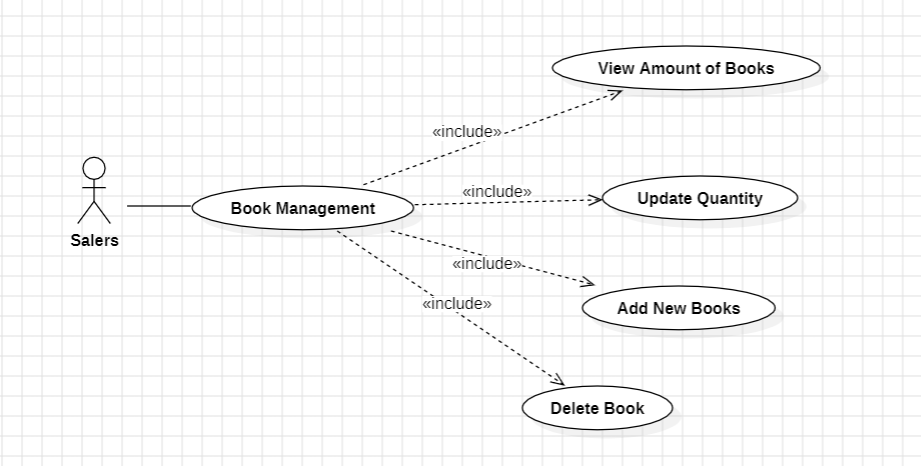 View Amount of Books
«include»
«include»
Update Quantity
Book Management
Salers
«include»
Add New Books
«include»
Delete Book